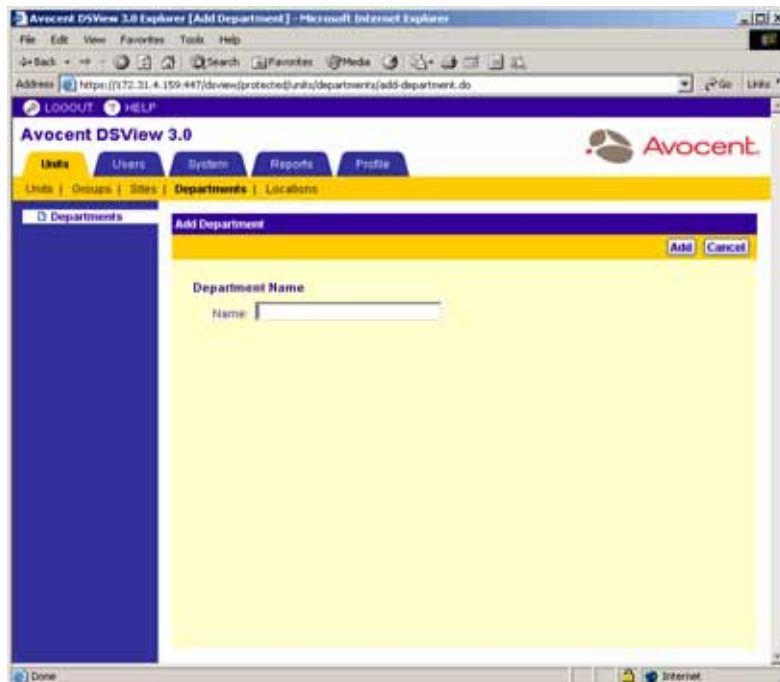 Avocent DSView 3.0 Explorer [Add Department] - Microsoft Internet Explorer
File Edit View Favorites Tools Help
Back Search Favorites Media
Address https://172.31.4.159:447/dsview/protected/units/departments/add-department.do Go Links
LOGOUT ? HELP
Avocent DSView 3.0
Avocent.
Units Users System Reports Profile
Units | Groups | Sites | Departments | Locations
Departments
Add Department
Add Cancel
Department Name
Name:
Done Internet